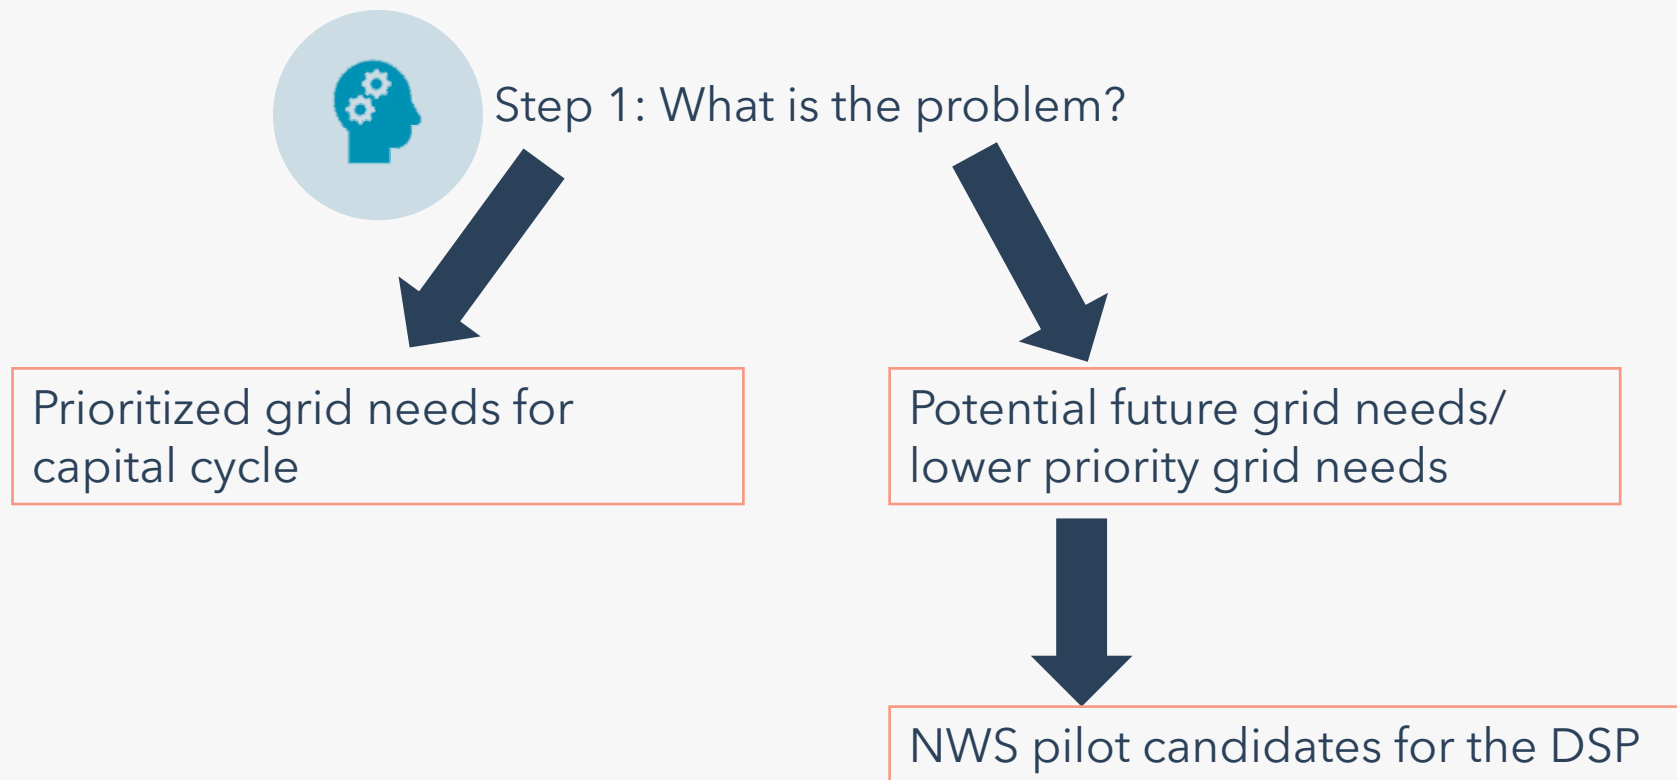 Step 1: What is the problem?
Prioritized grid needs for
capital cycle
Potential future grid needs/
lower priority grid needs
NWS pilot candidates for the DSP